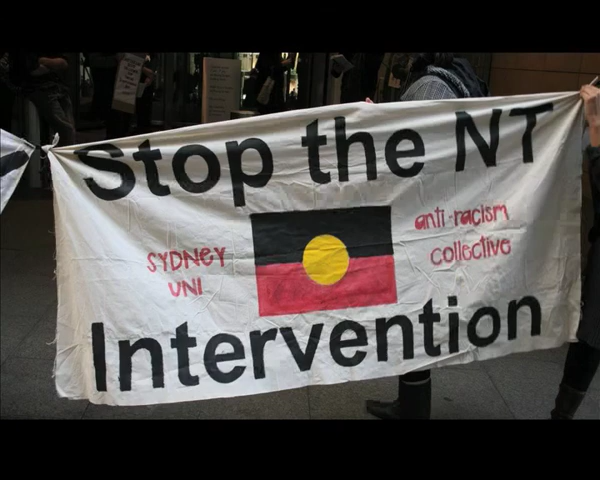 Stop the NT
SYDNEY
UNI
anti-racism
collective
Intervention